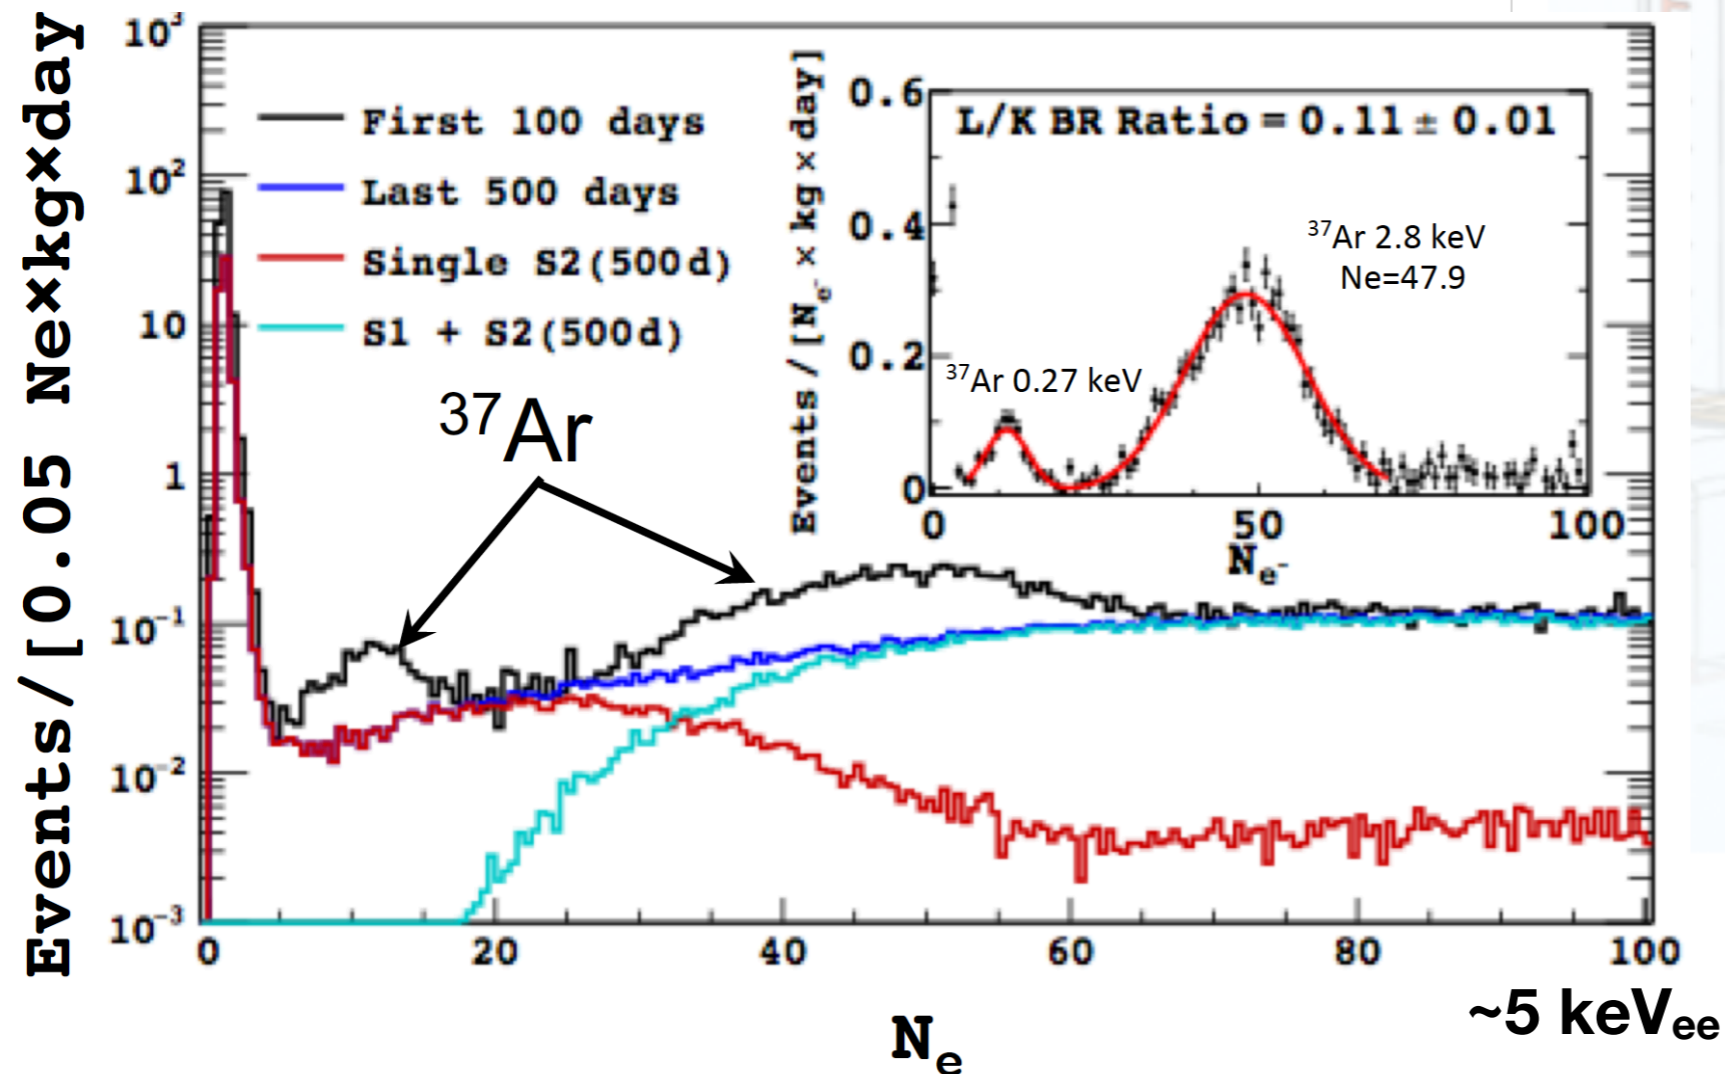 Events/[0.05 Ne×kg×day
10³
10²
10
1
10⁻¹
10⁻²
10⁻³
First 100 days
Last 500 days
Single S2(500d)
S1 + S2(500d)
³⁷Ar
Events/[Nₑ- × kg × day]
0.6
0.4
0.2
0
L/K BR Ratio = 0.11 ± 0.01
³⁷Ar 2.8 keV
Ne=47.9
³⁷Ar 0.27 keV
0 50 100
Nₑ-
0 20 40 60 80 100
~5 keVₑₑ
Nₑ